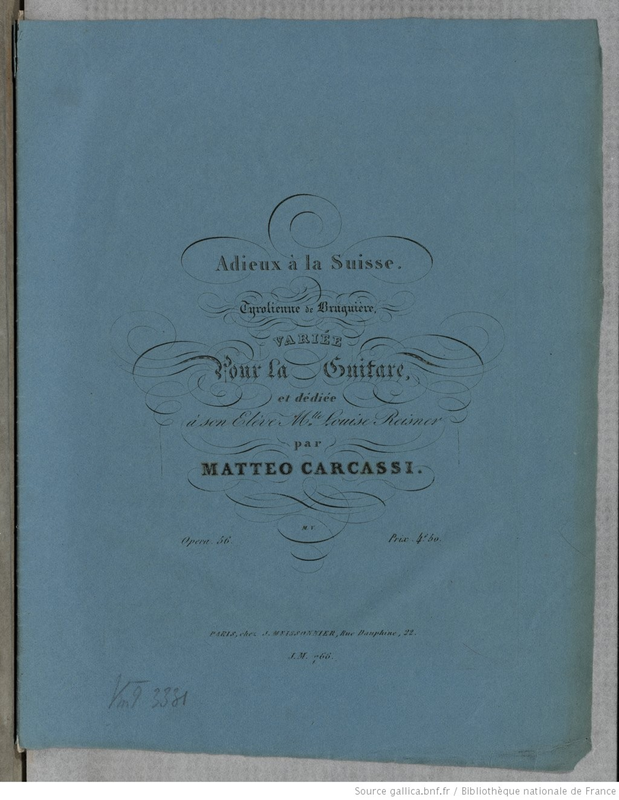 Adieux à la Suisse.
Tyrolienne de Bruguière,
VARIÉE
Pour la Guitare,
et dédiée
à son Elève Mlle Louise Reisner
par
MATTEO CARCASSI.
M.V.
Opera. 56.
Prix 4f 50.
PARIS, chez J. MEISSONNIER, Rue Dauphine, 22.
J.M. 766.
Vm9 3331
Source gallica.bnf.fr / Bibliothèque nationale de France